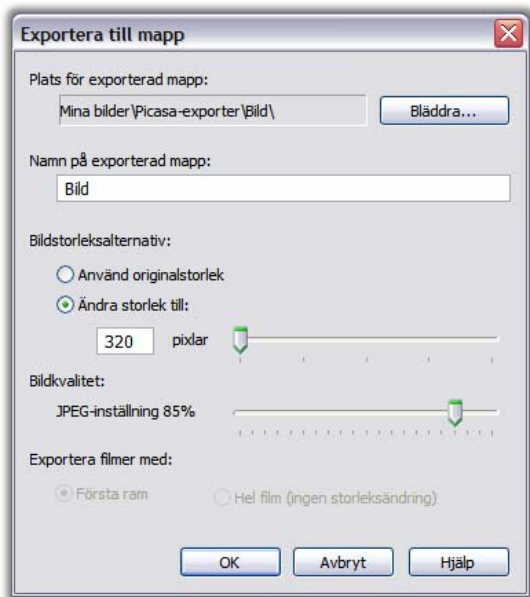 Exportera till mapp
Plats för exporterad mapp:
Mina bilder\Picasa-exporter\Bild\
Bläddra...
Namn på exporterad mapp:
Bild
Bildstorleksalternativ:
Använd originalstorlek
Ändra storlek till:
320 pixlar
Bildkvalitet:
JPEG-inställning 85%
Exportera filmer med:
Första ram Hel film (ingen storleksändring)
OK Avbryt Hjälp